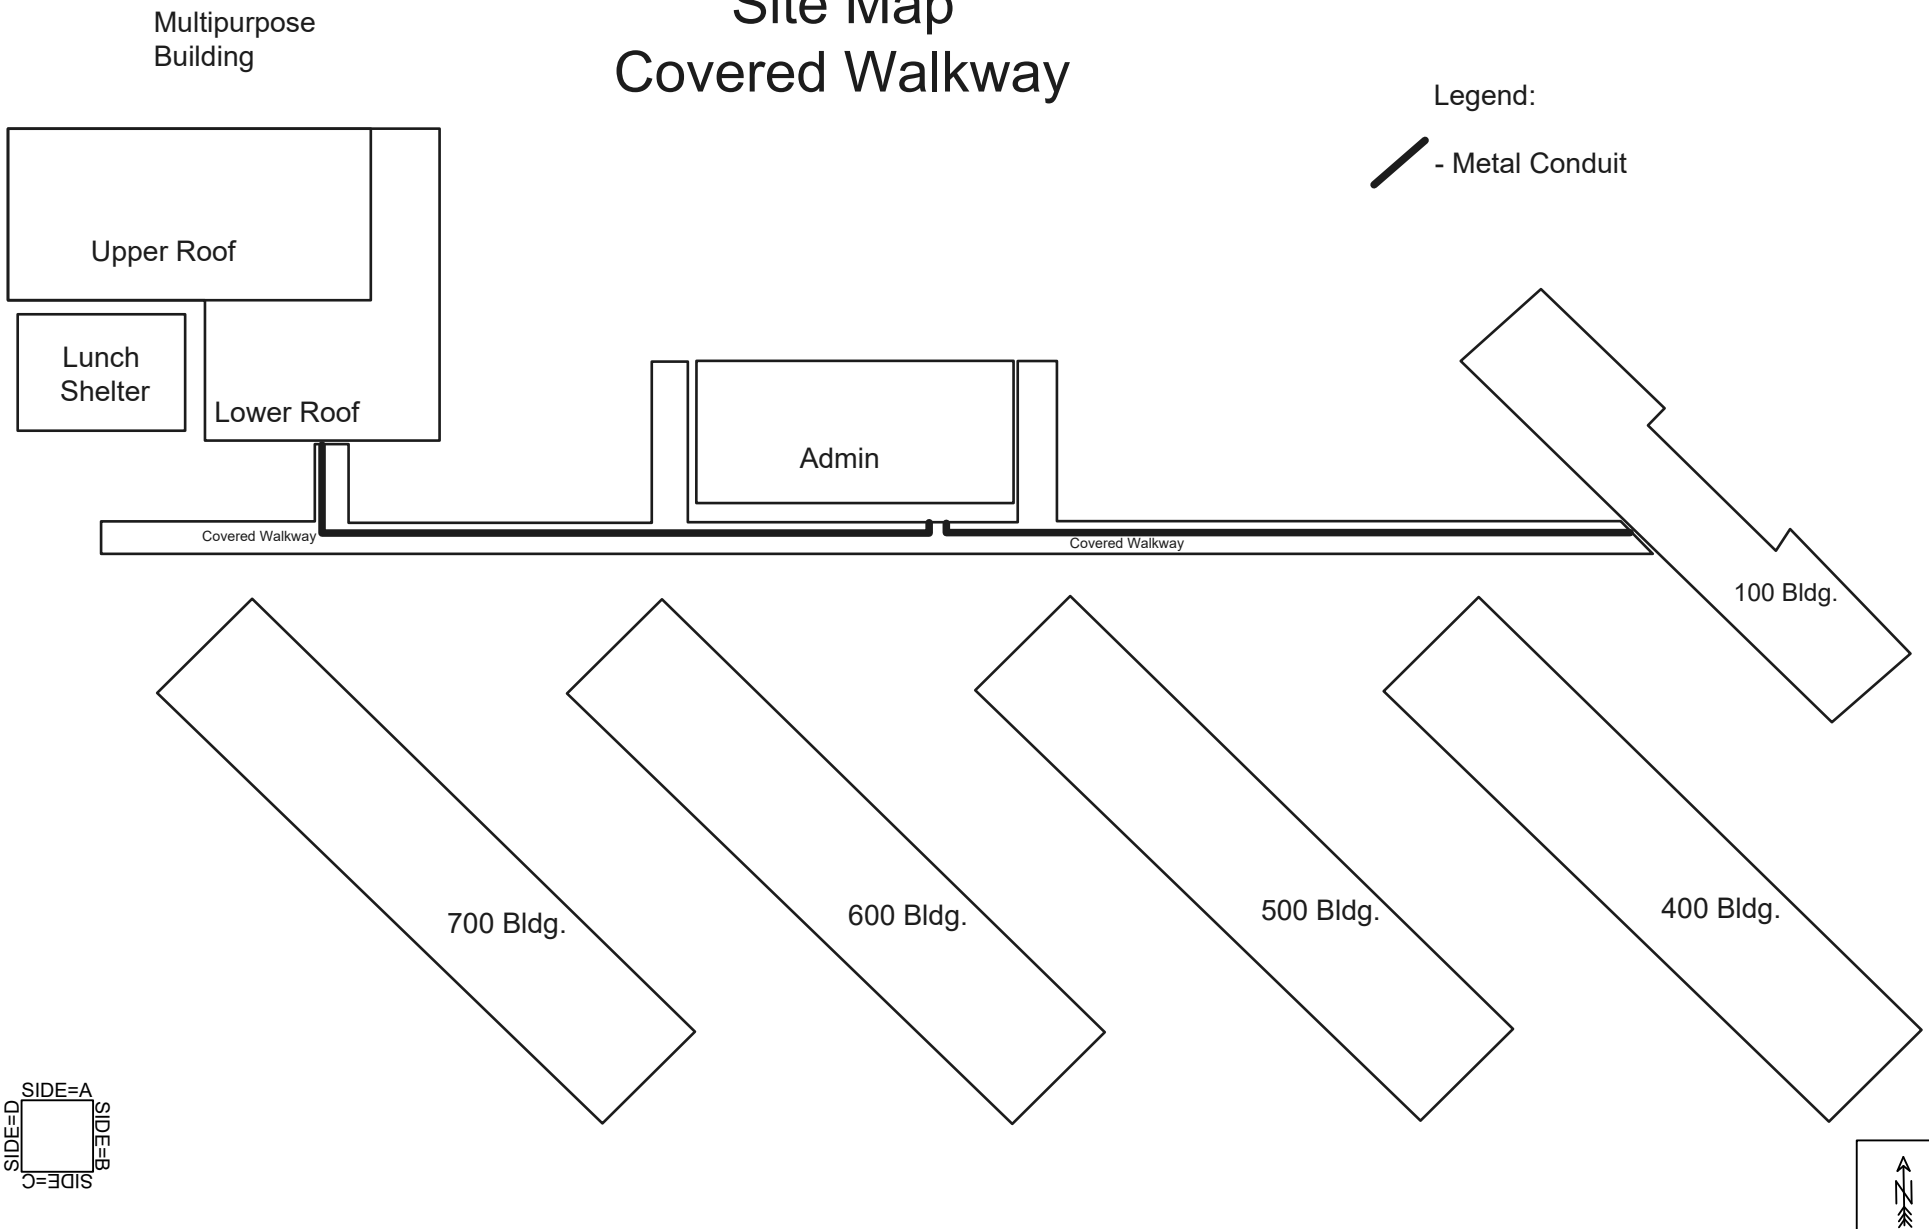 Multipurpose
Building
Site Map
Covered Walkway
Legend:
- Metal Conduit
Upper Roof
Lunch
Shelter
Lower Roof
Admin
Covered Walkway
Covered Walkway
100 Bldg.
700 Bldg.
600 Bldg.
500 Bldg.
400 Bldg.
SIDE=A
SIDE=D
SIDE=B
SIDE=C
N